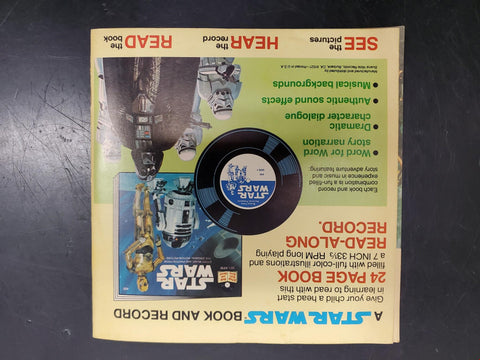 A STAR WARS BOOK AND RECORD
Give your child a head start
in learning to read with this
24 PAGE BOOK
filled with full-color illustrations and
a 7 INCH 33⅓ RPM long playing
READ-ALONG
RECORD.
Each book and record
combination a fun filled
experience in music and
story adventure featuring
• Word for Word
story narration
• Dramatic
character dialogue
• Authentic sound effects
• Musical backgrounds
STAR
WARS
STAR
WARS
SEE the
pictures
HEAR the
record
READ the
book